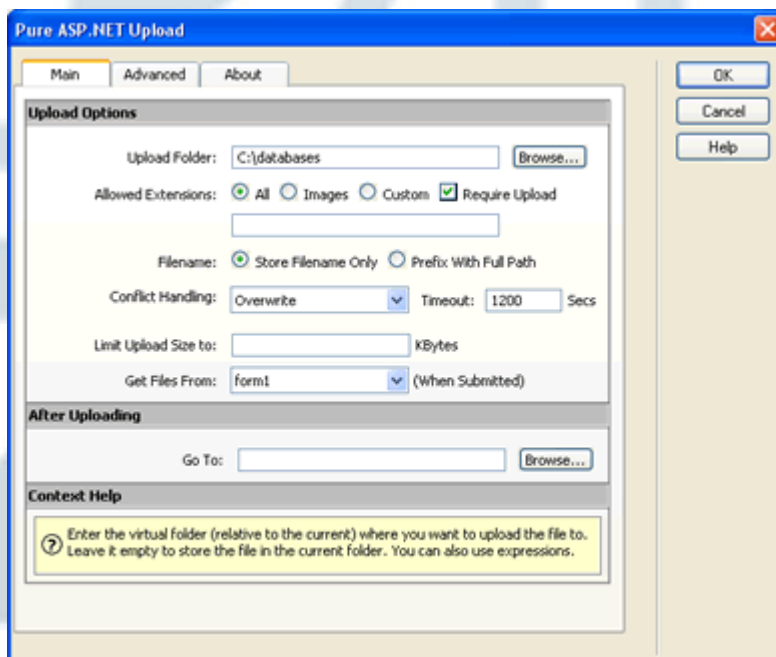 Pure ASP.NET Upload
Main Advanced About
OK
Cancel
Help
Upload Options
Upload Folder: C:\databases Browse...
Allowed Extensions: All Images Custom Require Upload
Filename: Store Filename Only Prefix With Full Path
Conflict Handling: Overwrite Timeout: 1200 Secs
Limit Upload Size to: KBytes
Get Files From: form1 (When Submitted)
After Uploading
Go To: Browse...
Context Help
Enter the virtual folder (relative to the current) where you want to upload the file to.
Leave it empty to store the file in the current folder. You can also use expressions.